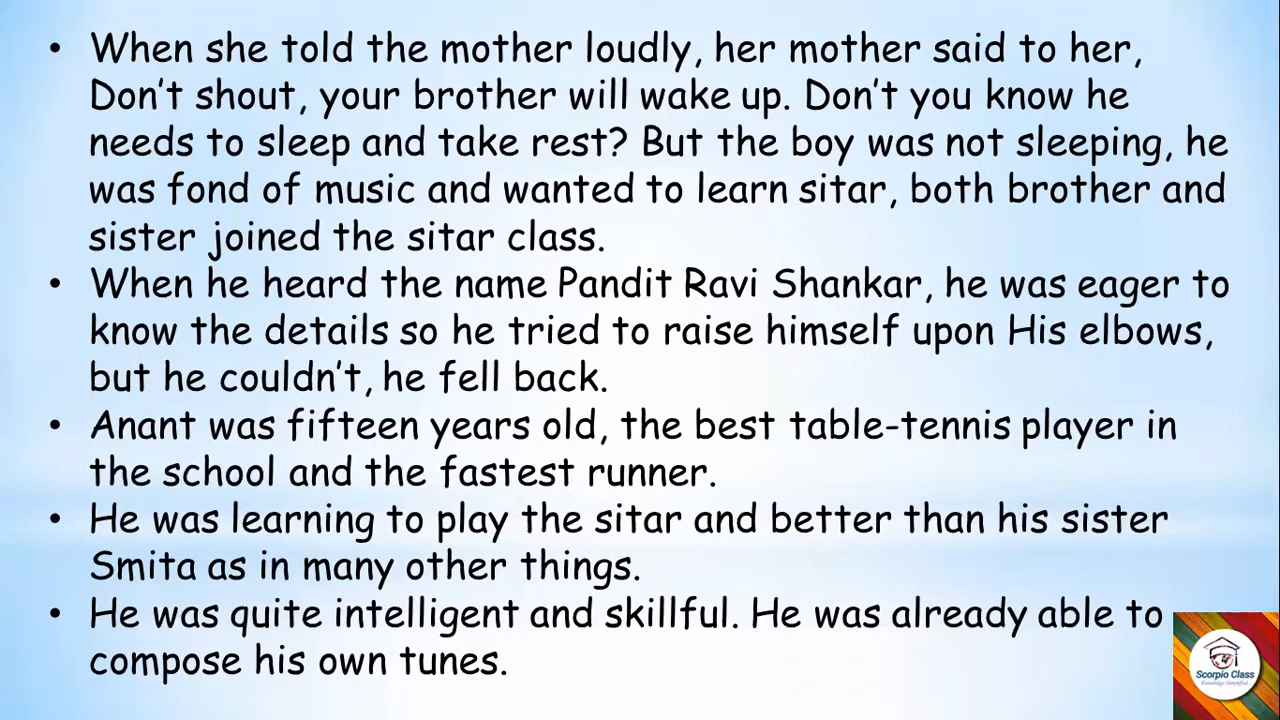 • When she told the mother loudly, her mother said to her,
Don't shout, your brother will wake up. Don't you know he
needs to sleep and take rest? But the boy was not sleeping, he
was fond of music and wanted to learn sitar, both brother and
sister joined the sitar class.
• When he heard the name Pandit Ravi Shankar, he was eager to
know the details so he tried to raise himself upon His elbows,
but he couldn't, he fell back.
• Anant was fifteen years old, the best table-tennis player in
the school and the fastest runner.
• He was learning to play the sitar and better than his sister
Smita as in many other things.
• He was quite intelligent and skillful. He was already able to
compose his own tunes.
Scorpio Class
Knowledge Simplified...